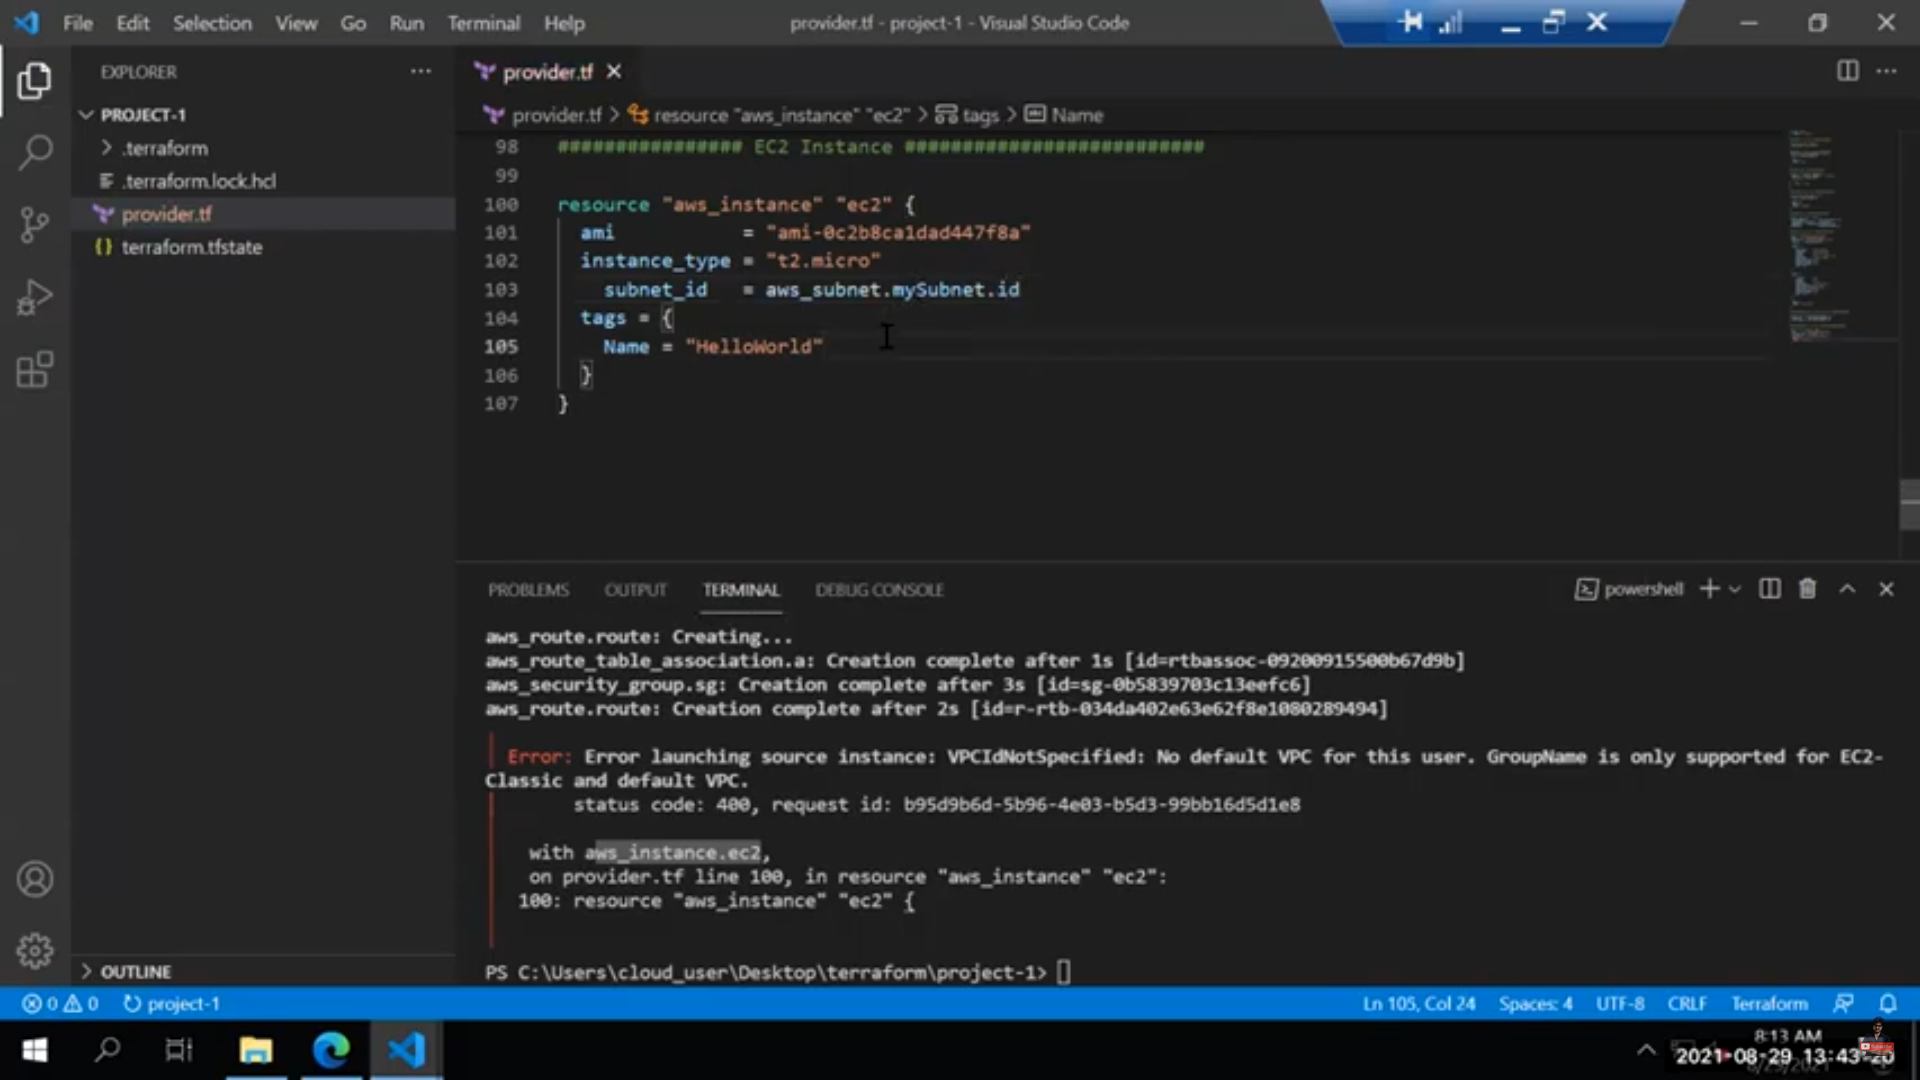 File Edit Selection View Go Run Terminal Help
provider.tf - project-1 - Visual Studio Code
EXPLORER
PROJECT-1
.terraform
.terraform.lock.hcl
provider.tf
terraform.tfstate
OUTLINE
provider.tf
provider.tf > resource "aws_instance" "ec2" > tags > Name
98 ################ EC2 Instance ##########################
99
100 resource "aws_instance" "ec2" {
101 ami = "ami-0c2b8ca1dad447f8a"
102 instance_type = "t2.micro"
103 subnet_id = aws_subnet.mySubnet.id
104 tags = {
105 Name = "HelloWorld"
106 }
107 }
PROBLEMS OUTPUT TERMINAL DEBUG CONSOLE
powershell
aws_route.route: Creating...
aws_route_table_association.a: Creation complete after 1s [id=rtbassoc-09200915500b67d9b]
aws_security_group.sg: Creation complete after 3s [id=sg-0b5839703c13eefc6]
aws_route.route: Creation complete after 2s [id=r-rtb-034da402e63e62f8e1080289494]
Error: Error launching source instance: VPCIdNotSpecified: No default VPC for this user. GroupName is only supported for EC2-
Classic and default VPC.
status code: 400, request id: b95d9b6d-5b96-4e03-b5d3-99bb16d5d1e8
with aws_instance.ec2,
on provider.tf line 100, in resource "aws_instance" "ec2":
100: resource "aws_instance" "ec2" {
PS C:\Users\cloud_user\Desktop\terraform\project-1>
0 0 project-1
Ln 105, Col 24 Spaces: 4 UTF-8 CRLF Terraform
8:13 AM
2021-08-29 13:43:20